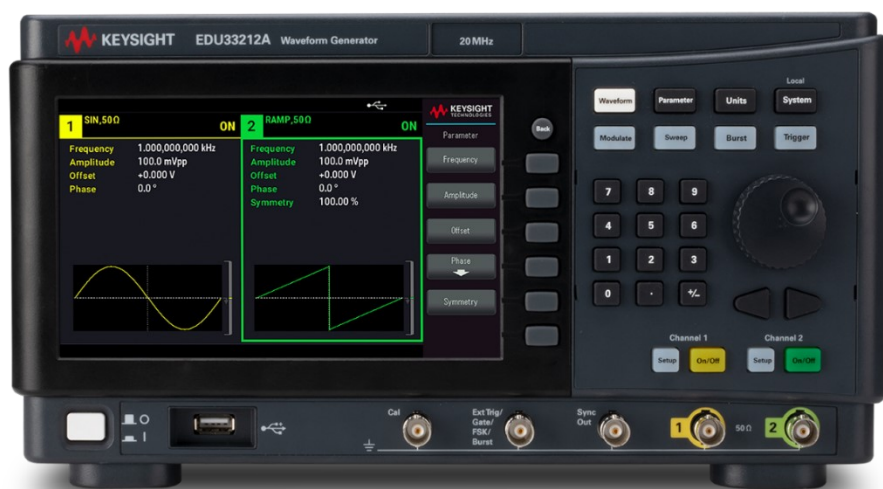 KEYSIGHT EDU33212A Waveform Generator 20 MHz
1 SIN,50Ω ON
Frequency 1.000,000,000 kHz
Amplitude 100.0 mVpp
Offset +0.000 V
Phase 0.0 °
2 RAMP,50Ω ON
Frequency 1.000,000,000 kHz
Amplitude 100.0 mVpp
Offset +0.000 V
Phase 0.0 °
Symmetry 100.00 %
KEYSIGHT
TECHNOLOGIES
Parameter
Frequency
Amplitude
Offset
Phase
Symmetry
Back
Local
Waveform Parameter Units System
Modulate Sweep Burst Trigger
7 8 9
4 5 6
1 2 3
0 . +/-
Channel 1 Channel 2
Setup On/Off Setup On/Off
Cal
Ext Trig/
Gate/
FSK/
Burst
Sync
Out
1 50 Ω 2